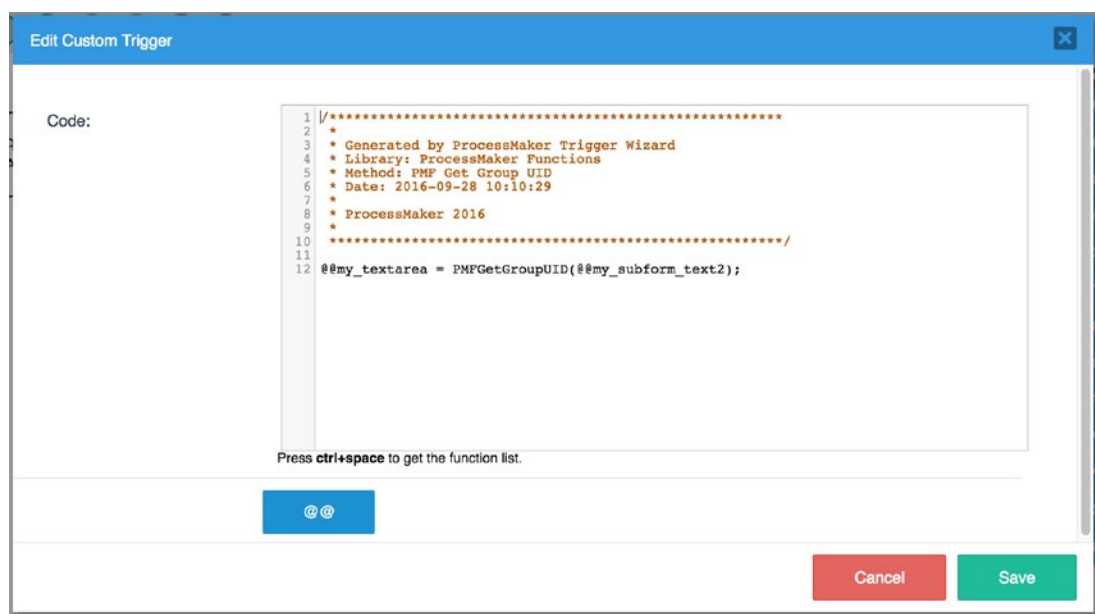 Edit Custom Trigger
Code:
1 /*******************************************************
2 *
3 * Generated by ProcessMaker Trigger Wizard
4 * Library: ProcessMaker Functions
5 * Method: PMF Get Group UID
6 * Date: 2016-09-28 10:10:29
7 *
8 * ProcessMaker 2016
9 *
10 *******************************************************/
11
12 @@my_textarea = PMFGetGroupUID(@@my_subform_text2);
Press ctrl+space to get the function list.
@@
Cancel
Save